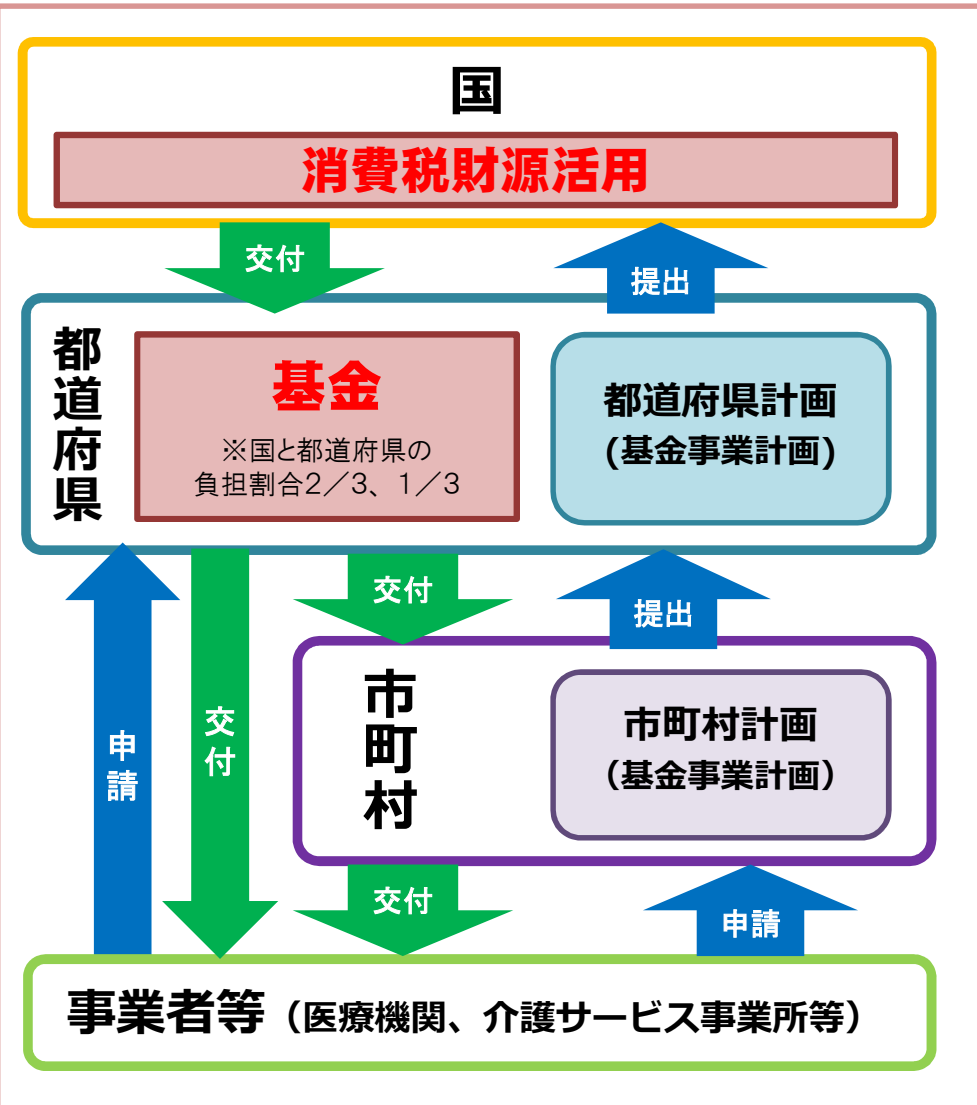 国
消費税財源活用
交付
提出
都道府県
基金
※国と都道府県の
負担割合2/3、1/3
都道府県計画
(基金事業計画)
交付
提出
申請
交付
市町村
市町村計画
（基金事業計画）
交付
申請
事業者等（医療機関、介護サービス事業所等）